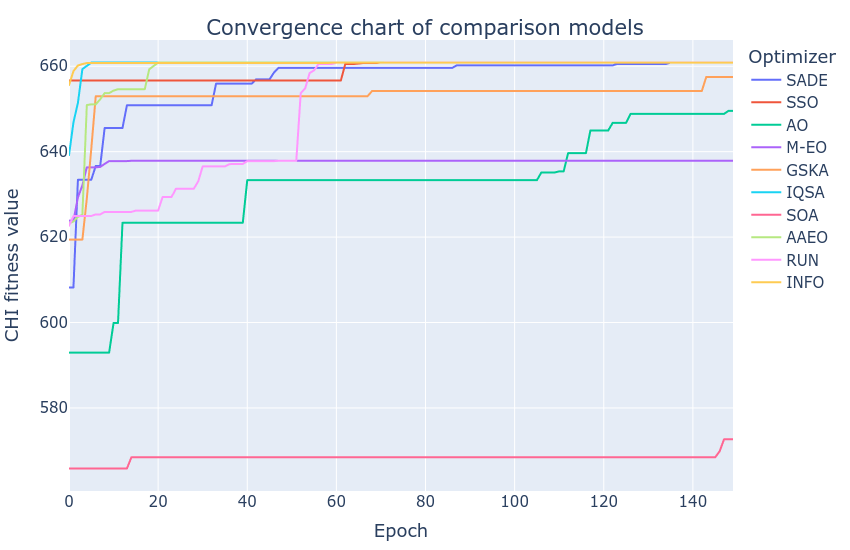 Convergence chart of comparison models
Optimizer
SADE
SSO
AO
M-EO
GSKA
IQSA
SOA
AAEO
RUN
INFO
CHI fitness value
660
640
620
600
580
0 20 40 60 80 100 120 140
Epoch